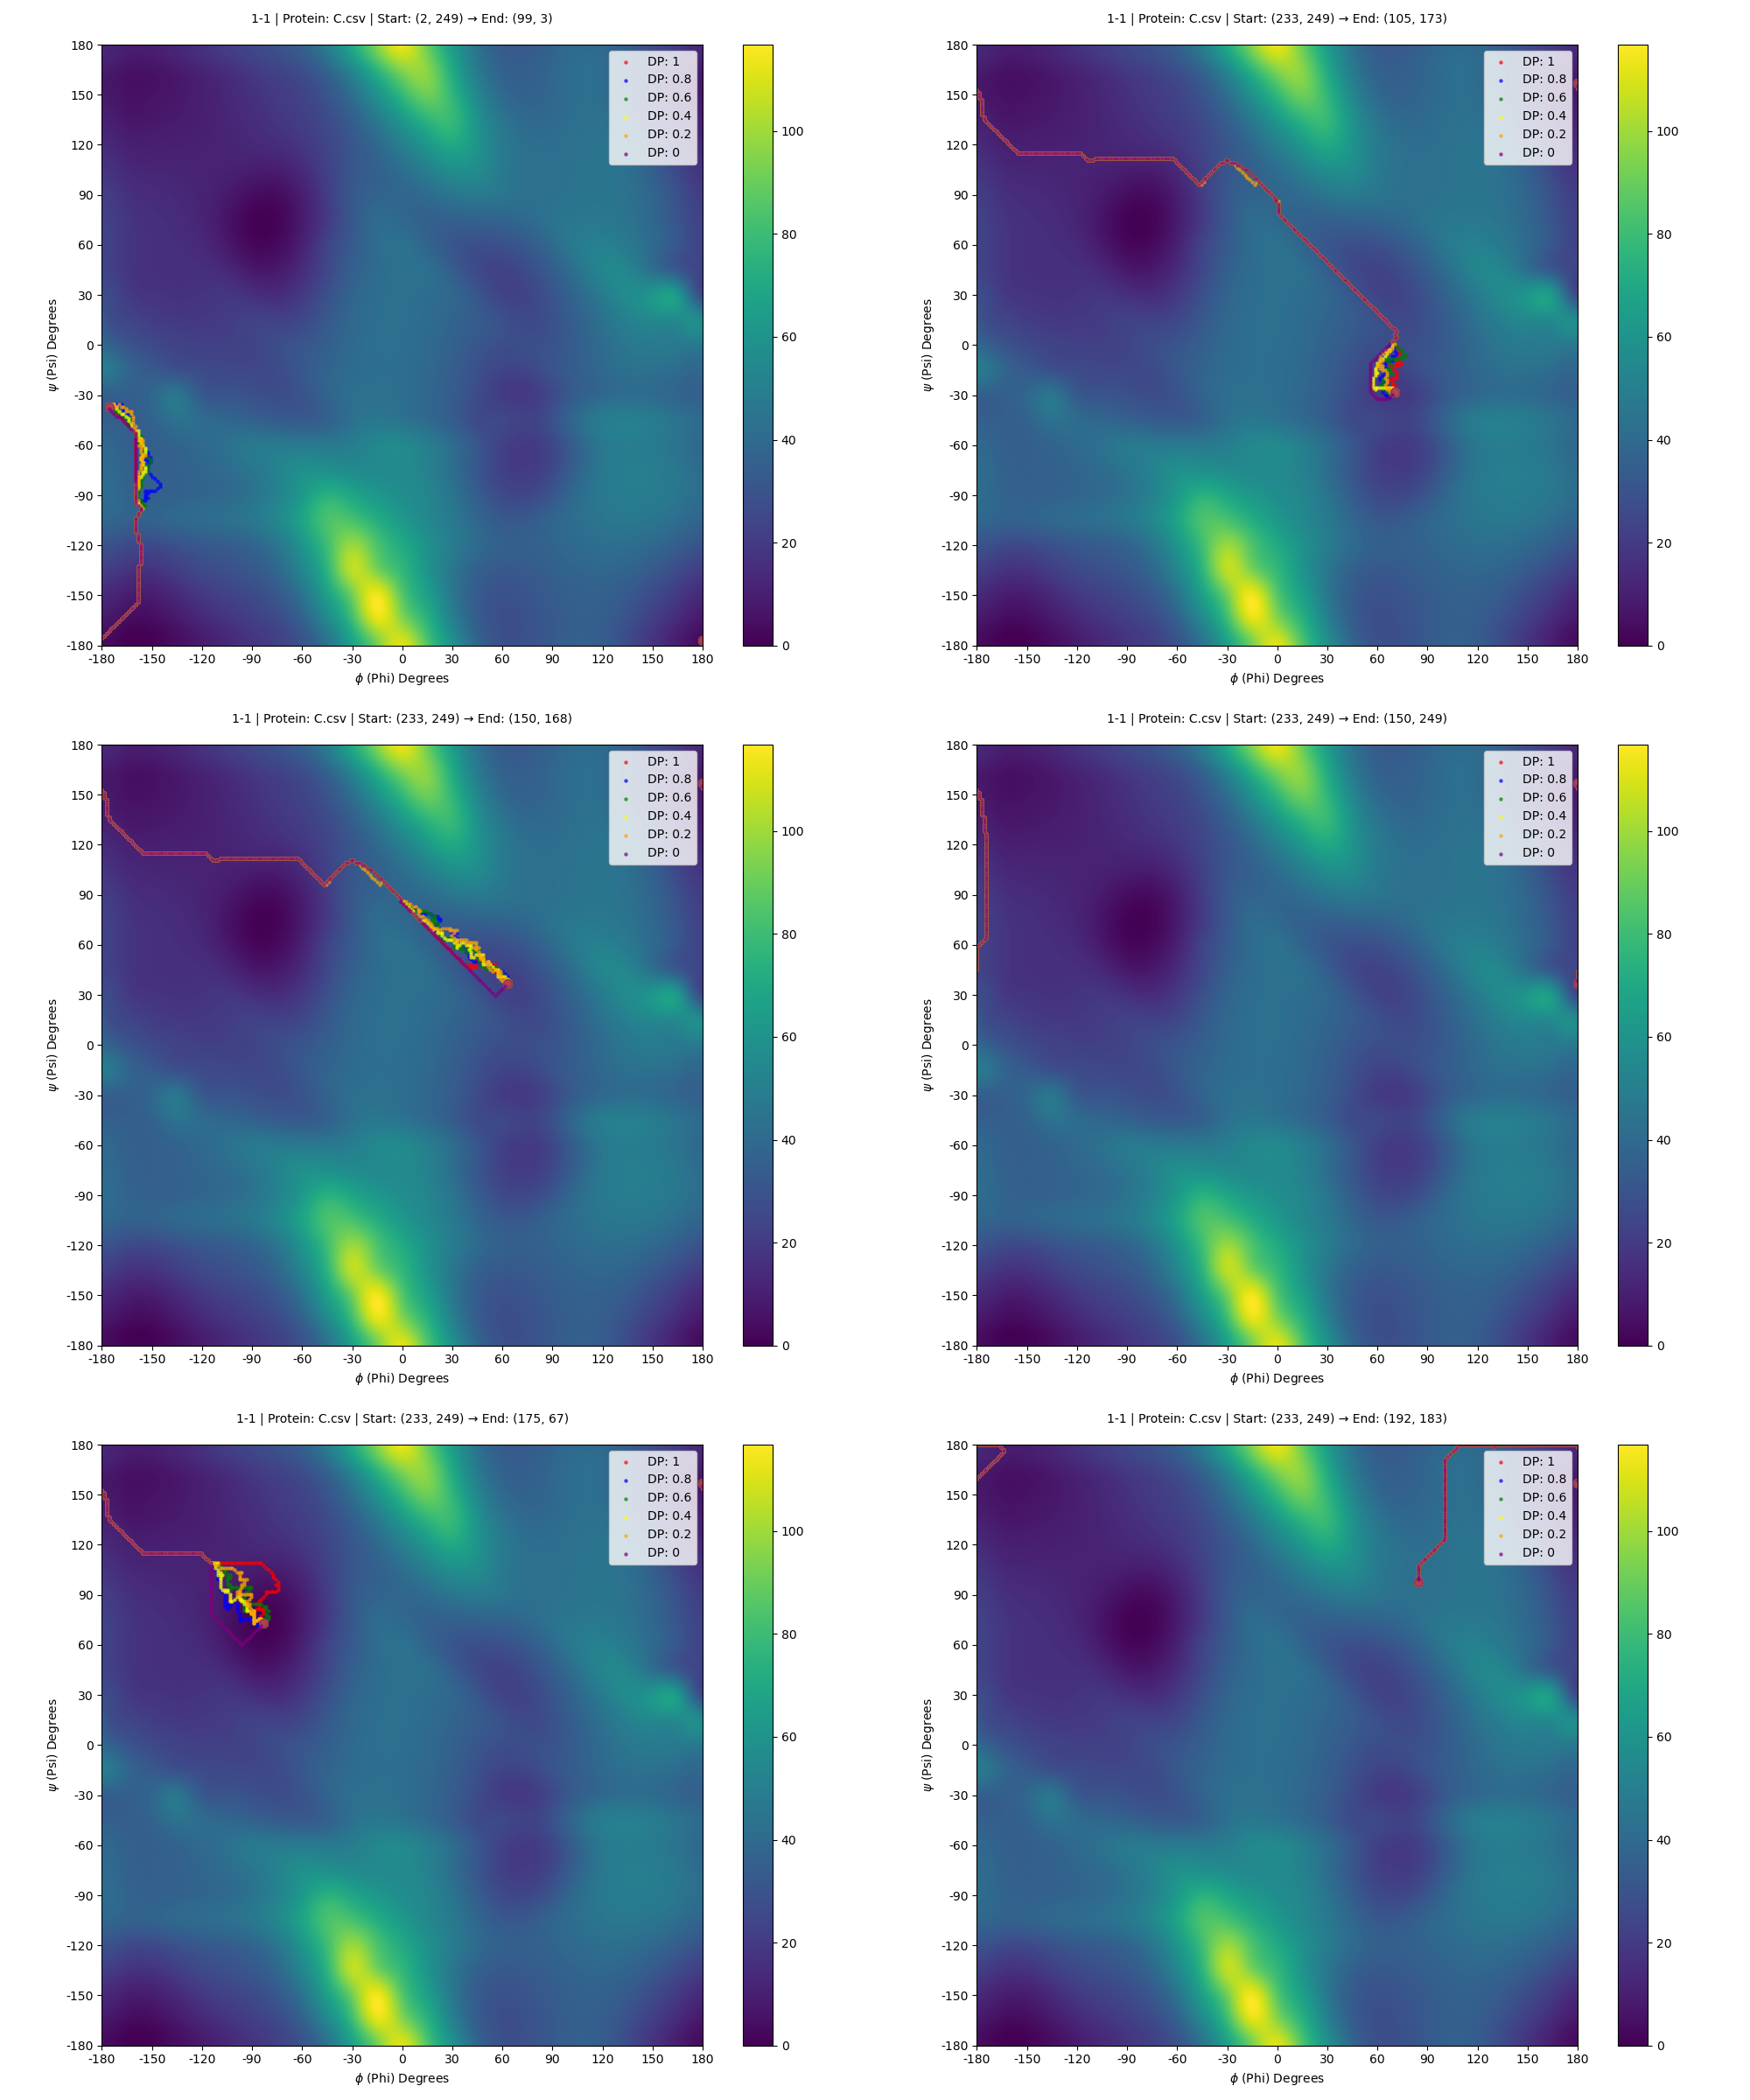 1-1 | Protein: C.csv | Start: (2, 249) → End: (99, 3)
180
150
120
90
60
30
0
-30
-60
-90
-120
-150
-180
ψ (Psi) Degrees
-180 -150 -120 -90 -60 -30 0 30 60 90 120 150 180
ϕ (Phi) Degrees
DP: 1
DP: 0.8
DP: 0.6
DP: 0.4
DP: 0.2
DP: 0
100
80
60
40
20
0
1-1 | Protein: C.csv | Start: (233, 249) → End: (105, 173)
180
150
120
90
60
30
0
-30
-60
-90
-120
-150
-180
ψ (Psi) Degrees
-180 -150 -120 -90 -60 -30 0 30 60 90 120 150 180
ϕ (Phi) Degrees
DP: 1
DP: 0.8
DP: 0.6
DP: 0.4
DP: 0.2
DP: 0
100
80
60
40
20
0
1-1 | Protein: C.csv | Start: (233, 249) → End: (150, 168)
180
150
120
90
60
30
0
-30
-60
-90
-120
-150
-180
ψ (Psi) Degrees
-180 -150 -120 -90 -60 -30 0 30 60 90 120 150 180
ϕ (Phi) Degrees
DP: 1
DP: 0.8
DP: 0.6
DP: 0.4
DP: 0.2
DP: 0
100
80
60
40
20
0
1-1 | Protein: C.csv | Start: (233, 249) → End: (150, 249)
180
150
120
90
60
30
0
-30
-60
-90
-120
-150
-180
ψ (Psi) Degrees
-180 -150 -120 -90 -60 -30 0 30 60 90 120 150 180
ϕ (Phi) Degrees
DP: 1
DP: 0.8
DP: 0.6
DP: 0.4
DP: 0.2
DP: 0
100
80
60
40
20
0
1-1 | Protein: C.csv | Start: (233, 249) → End: (175, 67)
180
150
120
90
60
30
0
-30
-60
-90
-120
-150
-180
ψ (Psi) Degrees
-180 -150 -120 -90 -60 -30 0 30 60 90 120 150 180
ϕ (Phi) Degrees
DP: 1
DP: 0.8
DP: 0.6
DP: 0.4
DP: 0.2
DP: 0
100
80
60
40
20
0
1-1 | Protein: C.csv | Start: (233, 249) → End: (192, 183)
180
150
120
90
60
30
0
-30
-60
-90
-120
-150
-180
ψ (Psi) Degrees
-180 -150 -120 -90 -60 -30 0 30 60 90 120 150 180
ϕ (Phi) Degrees
DP: 1
DP: 0.8
DP: 0.6
DP: 0.4
DP: 0.2
DP: 0
100
80
60
40
20
0